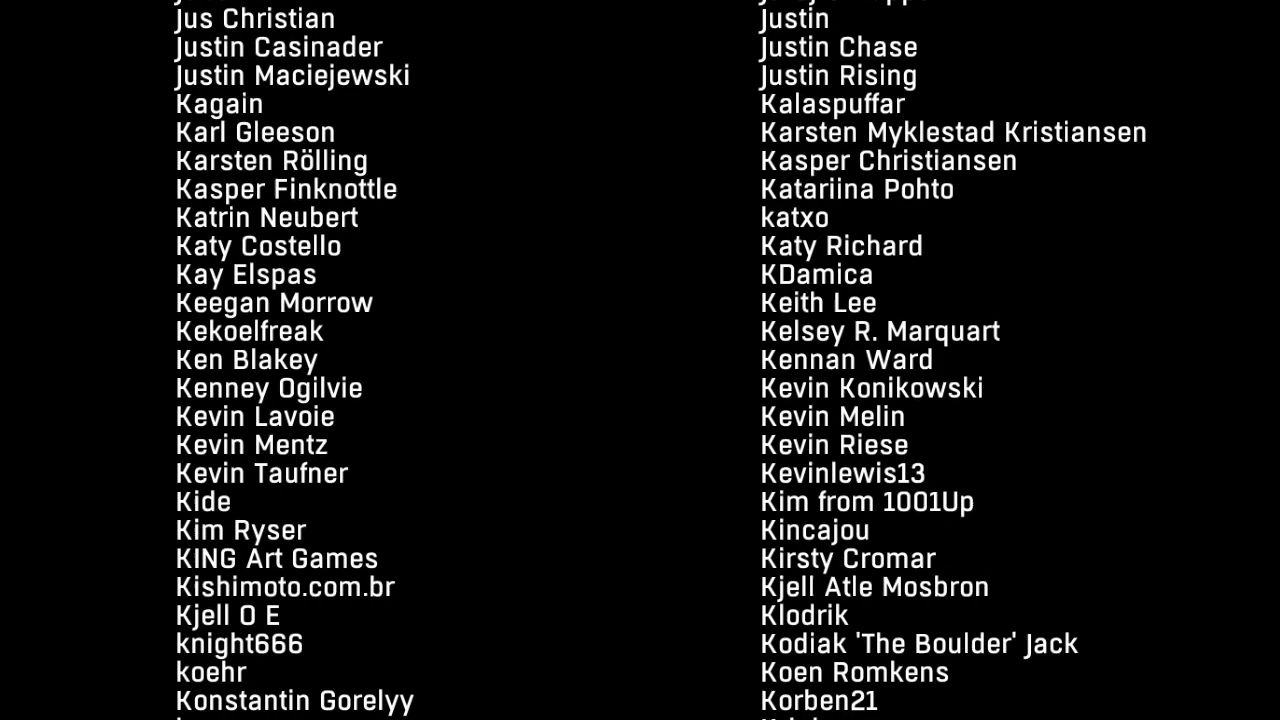 Jus Christian
Justin
Justin Casinader
Justin Chase
Justin Maciejewski
Justin Rising
Kagain
Kalaspuffar
Karl Gleeson
Karsten Myklestad Kristiansen
Karsten Rölling
Kasper Christiansen
Kasper Finknottle
Katariina Pohto
Katrin Neubert
katxo
Katy Costello
Katy Richard
Kay Elspas
KDamica
Keegan Morrow
Keith Lee
Kekoelfreak
Kelsey R. Marquart
Ken Blakey
Kennan Ward
Kenney Ogilvie
Kevin Konikowski
Kevin Lavoie
Kevin Melin
Kevin Mentz
Kevin Riese
Kevin Taufner
Kevinlewis13
Kide
Kim from 1001Up
Kim Ryser
Kincajou
KING Art Games
Kirsty Cromar
Kishimoto.com.br
Kjell Atle Mosbron
Kjell O E
Klodrik
knight666
Kodiak 'The Boulder' Jack
koehr
Koen Romkens
Konstantin Gorelyy
Korben21